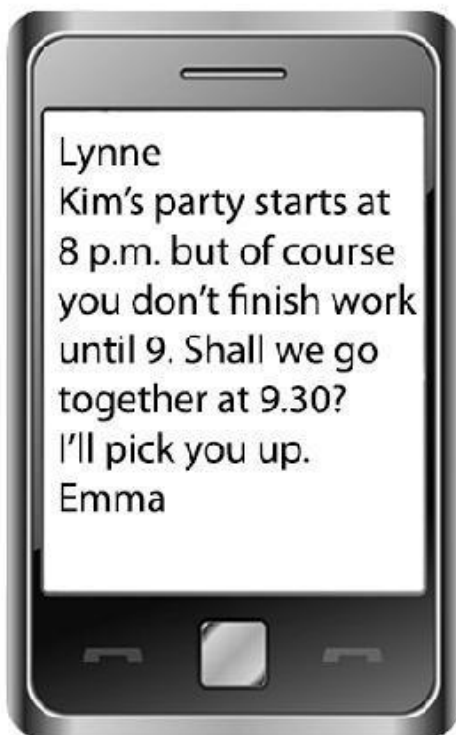 Lynne
Kim's party starts at
8 p.m. but of course
you don't finish work
until 9. Shall we go
together at 9.30?
I'll pick you up.
Emma